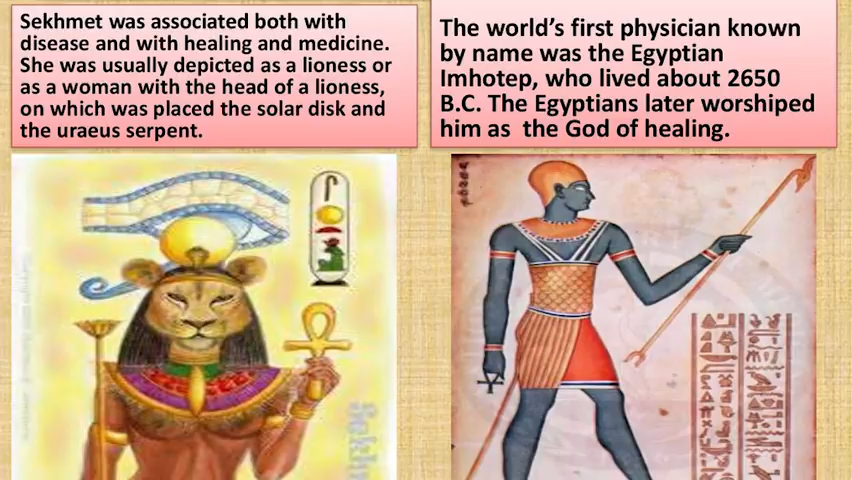 Sekhmet was associated both with
disease and with healing and medicine.
She was usually depicted as a lioness or
as a woman with the head of a lioness,
on which was placed the solar disk and
the uraeus serpent.
The world’s first physician known
by name was the Egyptian
Imhotep, who lived about 2650
B.C. The Egyptians later worshiped
him as  the God of healing.